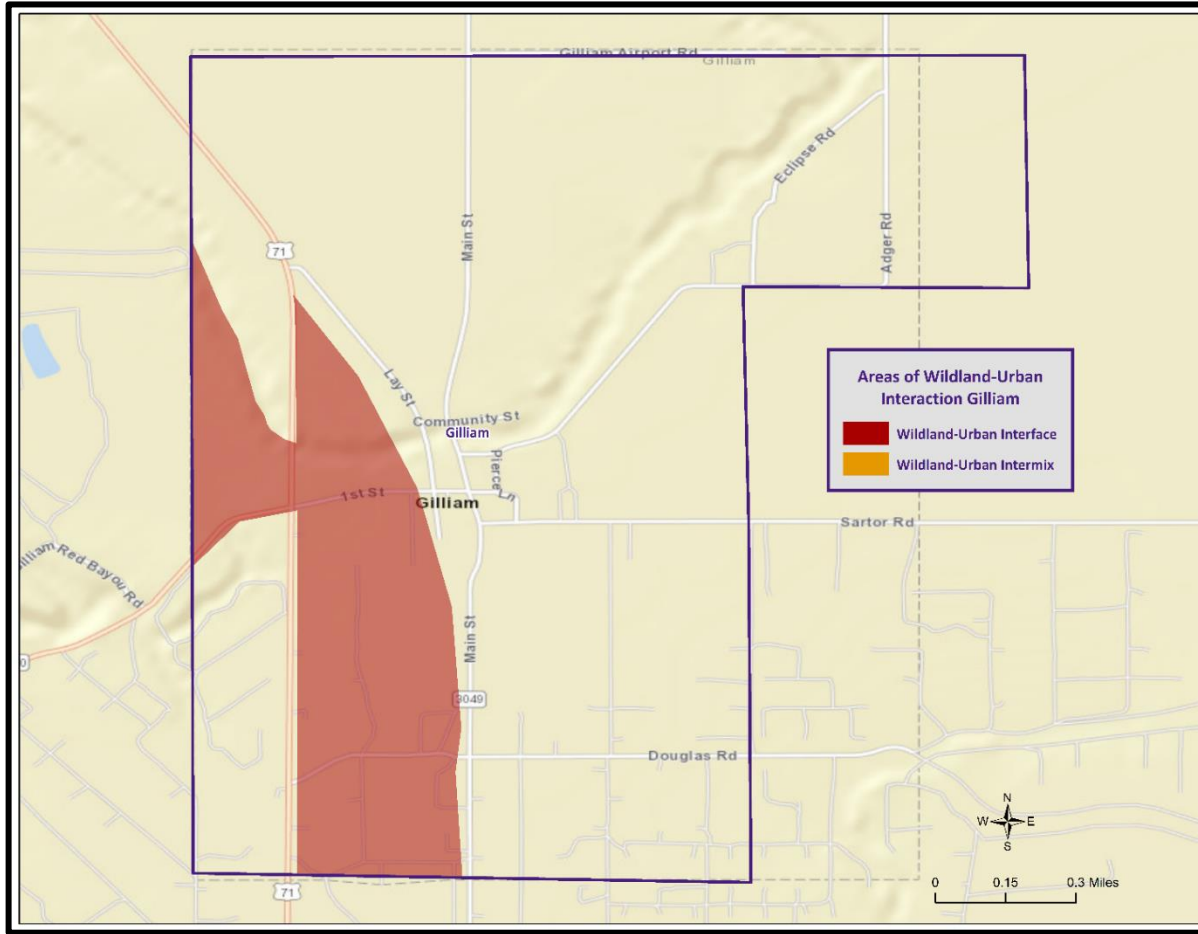 Gilliam Airport Rd
Gilliam
Eclipse Rd
71
Main St
Adger Rd
Lay St
Community St
Gilliam
Pierce
Ln
1st St
Gilliam
Sartor Rd
Gilliam Red Bayou Rd
Main St
3049
Douglas Rd
71
Areas of Wildland-Urban
Interaction Gilliam
Wildland-Urban Interface
Wildland-Urban Intermix
N
W
E
S
0
0.15
0.3 Miles